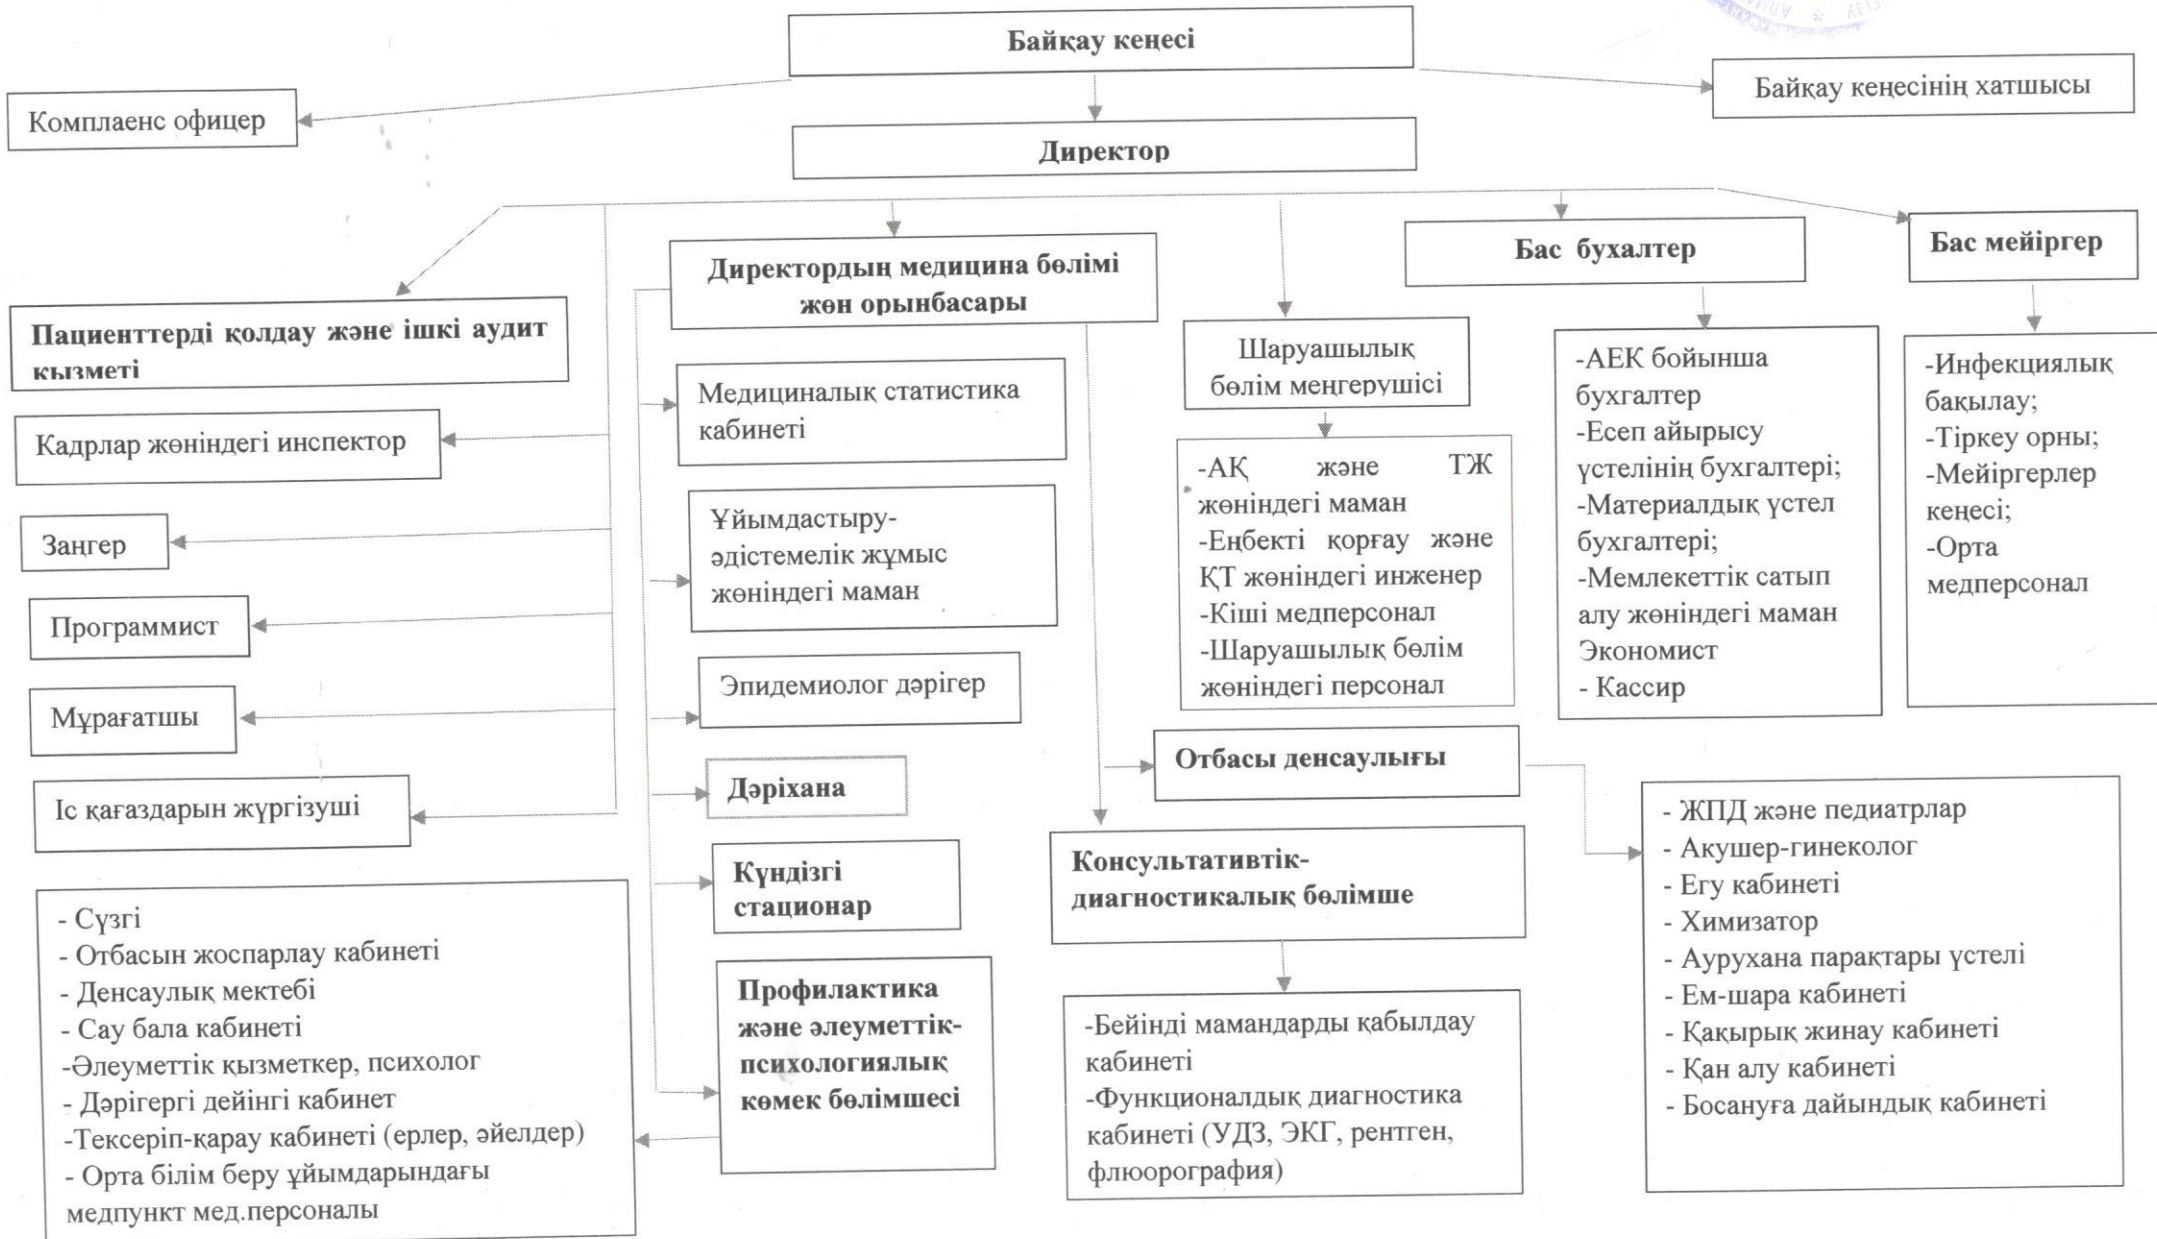 Байқау кеңесі
Комплаенс офицер
Байқау кеңесінің хатшысы
Директор
Пациенттерді қолдау және ішкі аудит
қызметі
Кадрлар жөніндегі инспектор
Заңгер
Программист
Мұрағатшы
Іс қағаздарын жүргізуші
Директордың медицина бөлімі
жөн орынбасары
Медициналық статистика
кабинеті
Ұйымдастыру-
әдістемелік жұмыс
жөніндегі маман
Эпидемиолог дәрігер
Дәріхана
Күндізгі
стационар
Профилактика
және әлеуметтік-
психологиялық
көмек бөлімшесі
- Сүзгі
- Отбасын жоспарлау кабинеті
- Денсаулық мектебі
- Сау бала кабинеті
-Әлеуметтік қызметкер, психолог
- Дәрігергі дейінгі кабинет
-Тексеріп-қарау кабинеті (ерлер, әйелдер)
- Орта білім беру ұйымдарындағы
медпункт мед.персоналы
Шаруашылық
бөлім меңгерушісі
-АҚ және ТЖ
жөніндегі маман
-Еңбекті қорғау және
ҚТ жөніндегі инженер
-Кіші медперсонал
-Шаруашылық бөлім
жөніндегі персонал
Бас бухалтер
-АЕК бойынша
бухгалтер
-Есеп айырысу
үстелінің бухгалтері;
-Материалдық үстел
бухгалтері;
-Мемлекеттік сатып
алу жөніндегі маман
Экономист
- Кассир
Бас мейіргер
-Инфекциялық
бақылау;
-Тіркеу орны;
-Мейіргерлер
кеңесі;
-Орта
медперсонал
Отбасы денсаулығы
- ЖПД және педиатрлар
- Акушер-гинеколог
- Егу кабинеті
- Химизатор
- Аурухана парақтары үстелі
- Ем-шара кабинеті
- Қақырық жинау кабинеті
- Қан алу кабинеті
- Босануға дайындық кабинеті
Консультативтік-
диагностикалық бөлімше
-Бейінді мамандарды қабылдау
кабинеті
-Функционалдық диагностика
кабинеті (УДЗ, ЭКГ, рентген,
флюорография)